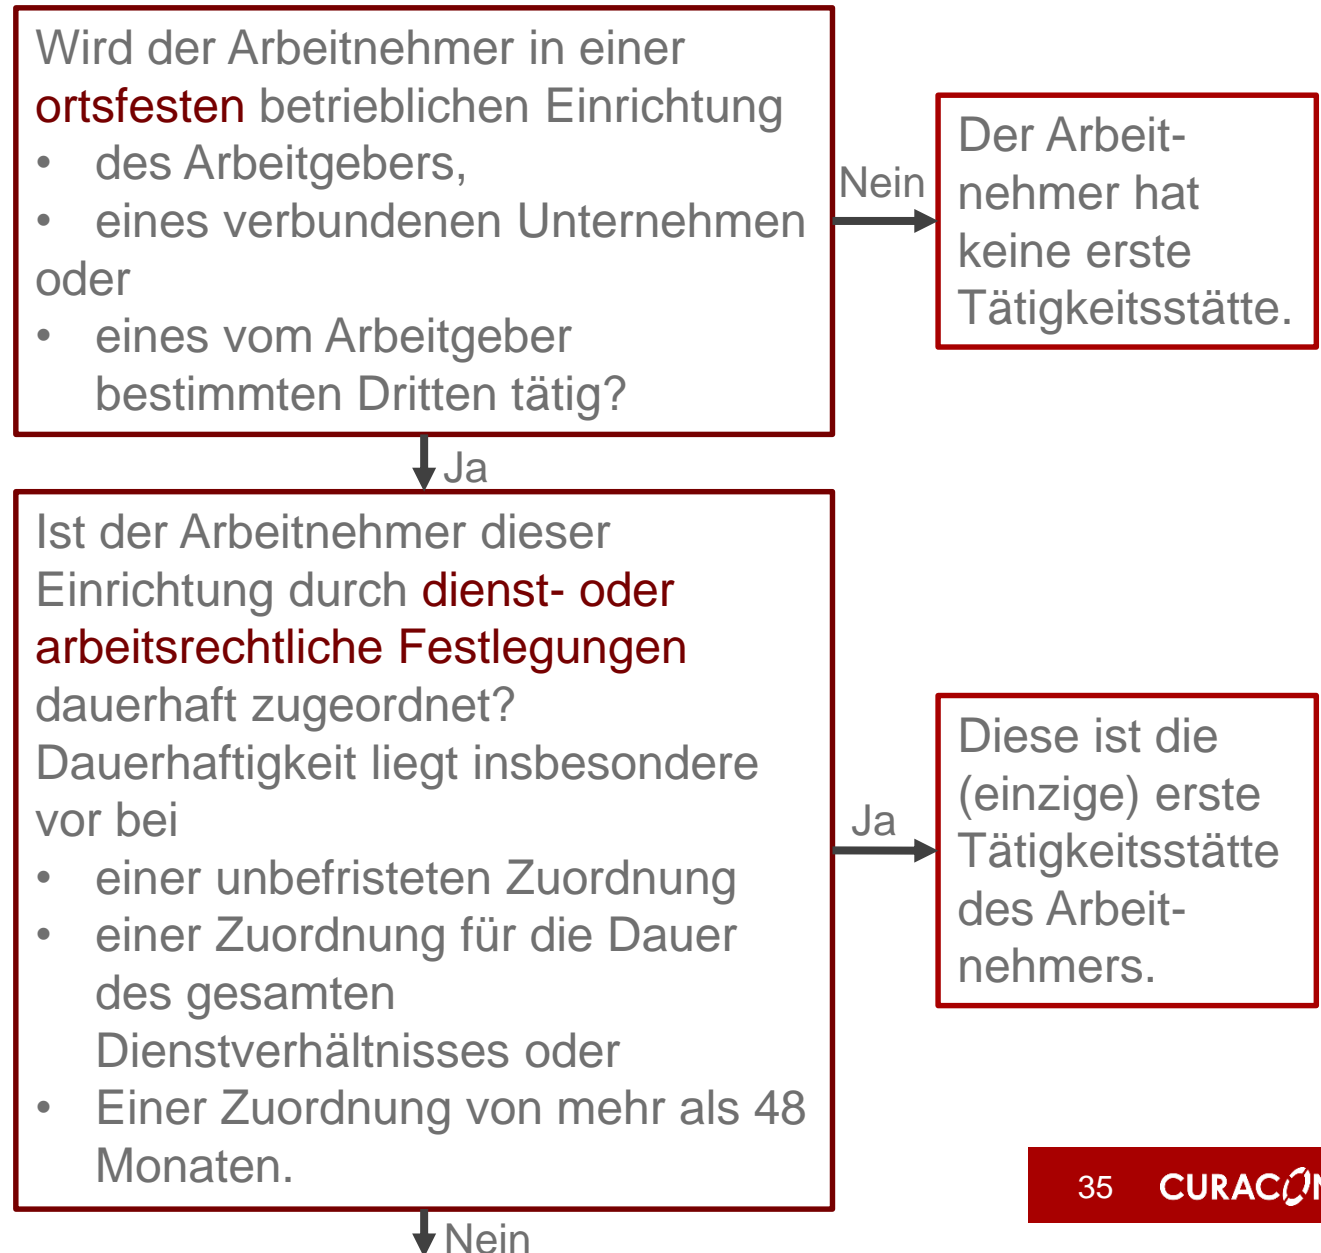 Wird der Arbeitnehmer in einer
ortsfesten betrieblichen Einrichtung
• des Arbeitgebers,
• eines verbundenen Unternehmen
oder
• eines vom Arbeitgeber
bestimmten Dritten tätig?
Nein
Der Arbeit-
nehmer hat
keine erste
Tätigkeitsstätte.
Ja
Ist der Arbeitnehmer dieser
Einrichtung durch dienst- oder
arbeitsrechtliche Festlegungen
dauerhaft zugeordnet?
Dauerhaftigkeit liegt insbesondere
vor bei
• einer unbefristeten Zuordnung
• einer Zuordnung für die Dauer
des gesamten
Dienstverhältnisses oder
• Einer Zuordnung von mehr als 48
Monaten.
Ja
Diese ist die
(einzige) erste
Tätigkeitsstätte
des Arbeit-
nehmers.
Nein
35 CURACON